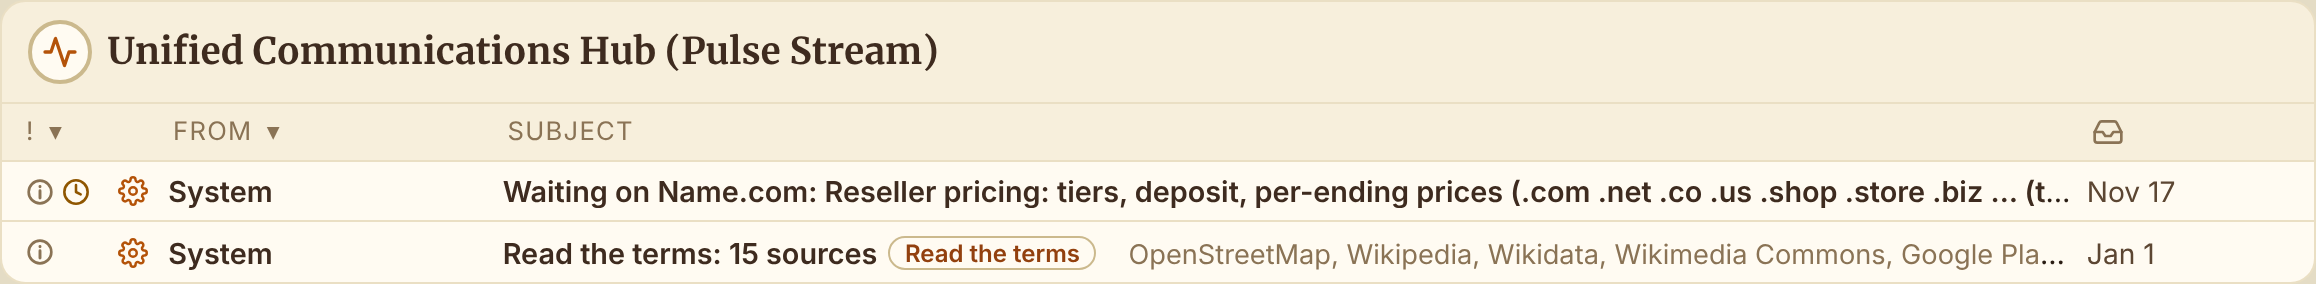 Unified Communications Hub (Pulse Stream)
! ▼ FROM ▼ SUBJECT
System Waiting on Name.com: Reseller pricing: tiers, deposit, per-ending prices (.com .net .co .us .shop .store .biz ... (t... Nov 17
System Read the terms: 15 sources Read the terms OpenStreetMap, Wikipedia, Wikidata, Wikimedia Commons, Google Pla... Jan 1